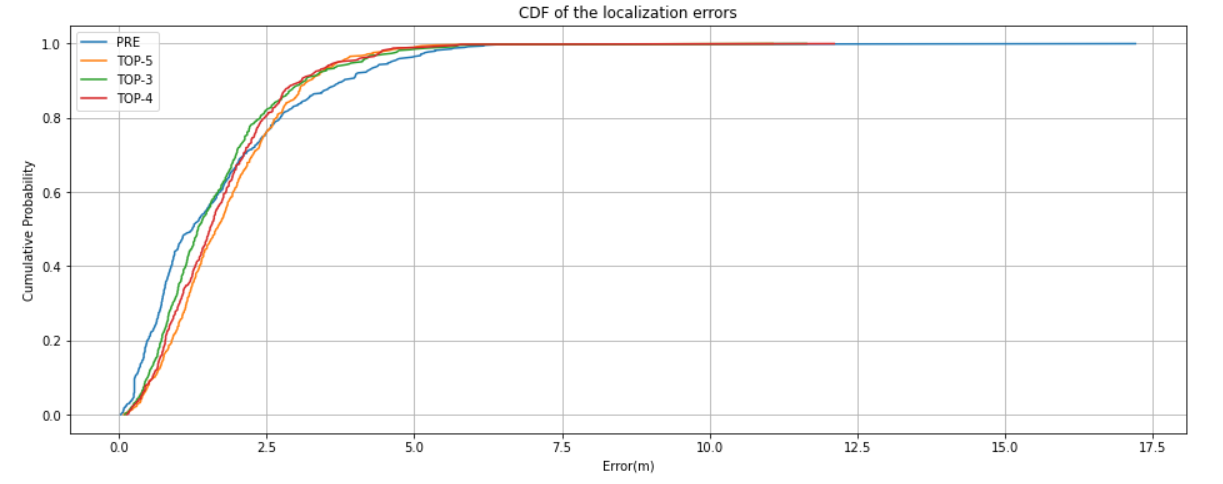 CDF of the localization errors
PRE
TOP-5
TOP-3
TOP-4
1.0
0.8
0.6
0.4
0.2
0.0
Cumulative Probability
0.0 2.5 5.0 7.5 10.0 12.5 15.0 17.5
Error(m)